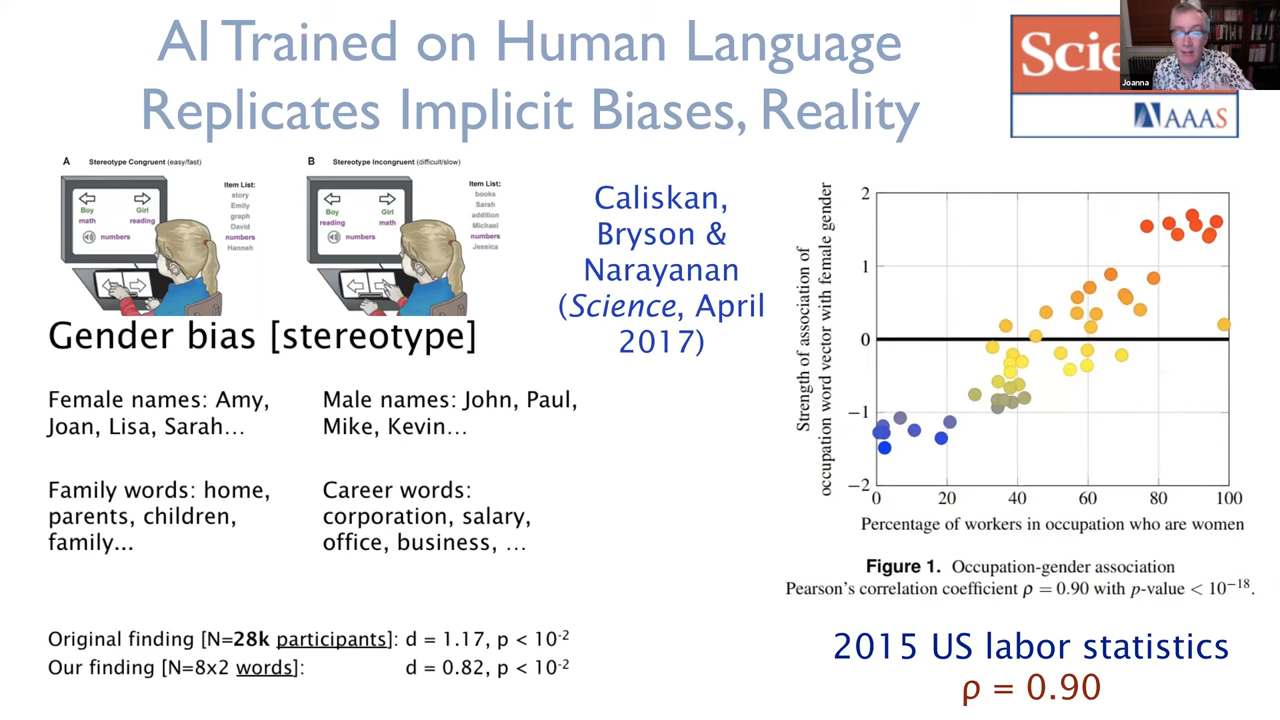 AI Trained on Human Language
Replicates Implicit Biases, Reality
Scie
Joanna
AAAS
A Stereotype Congruent (easy/fast)
Boy Girl
math reading
numbers
Item List:
story
Emily
graph
David
numbers
Hannah
B Stereotype Incongruent (difficult/slow)
Boy Girl
reading math
numbers
Item List:
books
Sarah
addition
Michael
numbers
Jessica
Gender bias [stereotype]
Female names: Amy,
Joan, Lisa, Sarah...
Male names: John, Paul,
Mike, Kevin...
Family words: home,
parents, children,
family...
Career words:
corporation, salary,
office, business, ...
Original finding [N=28k participants]: d = 1.17, p < 10-2
Our finding [N=8x2 words]: d = 0.82, p < 10-2
Caliskan,
Bryson &
Narayanan
(Science, April
2017)
Strength of association of
occupation word vector with female gender
2
1
0
−1
−2
0 20 40 60 80 100
Percentage of workers in occupation who are women
Figure 1. Occupation-gender association
Pearson's correlation coefficient ρ = 0.90 with p-value < 10−18.
2015 US labor statistics
ρ = 0.90